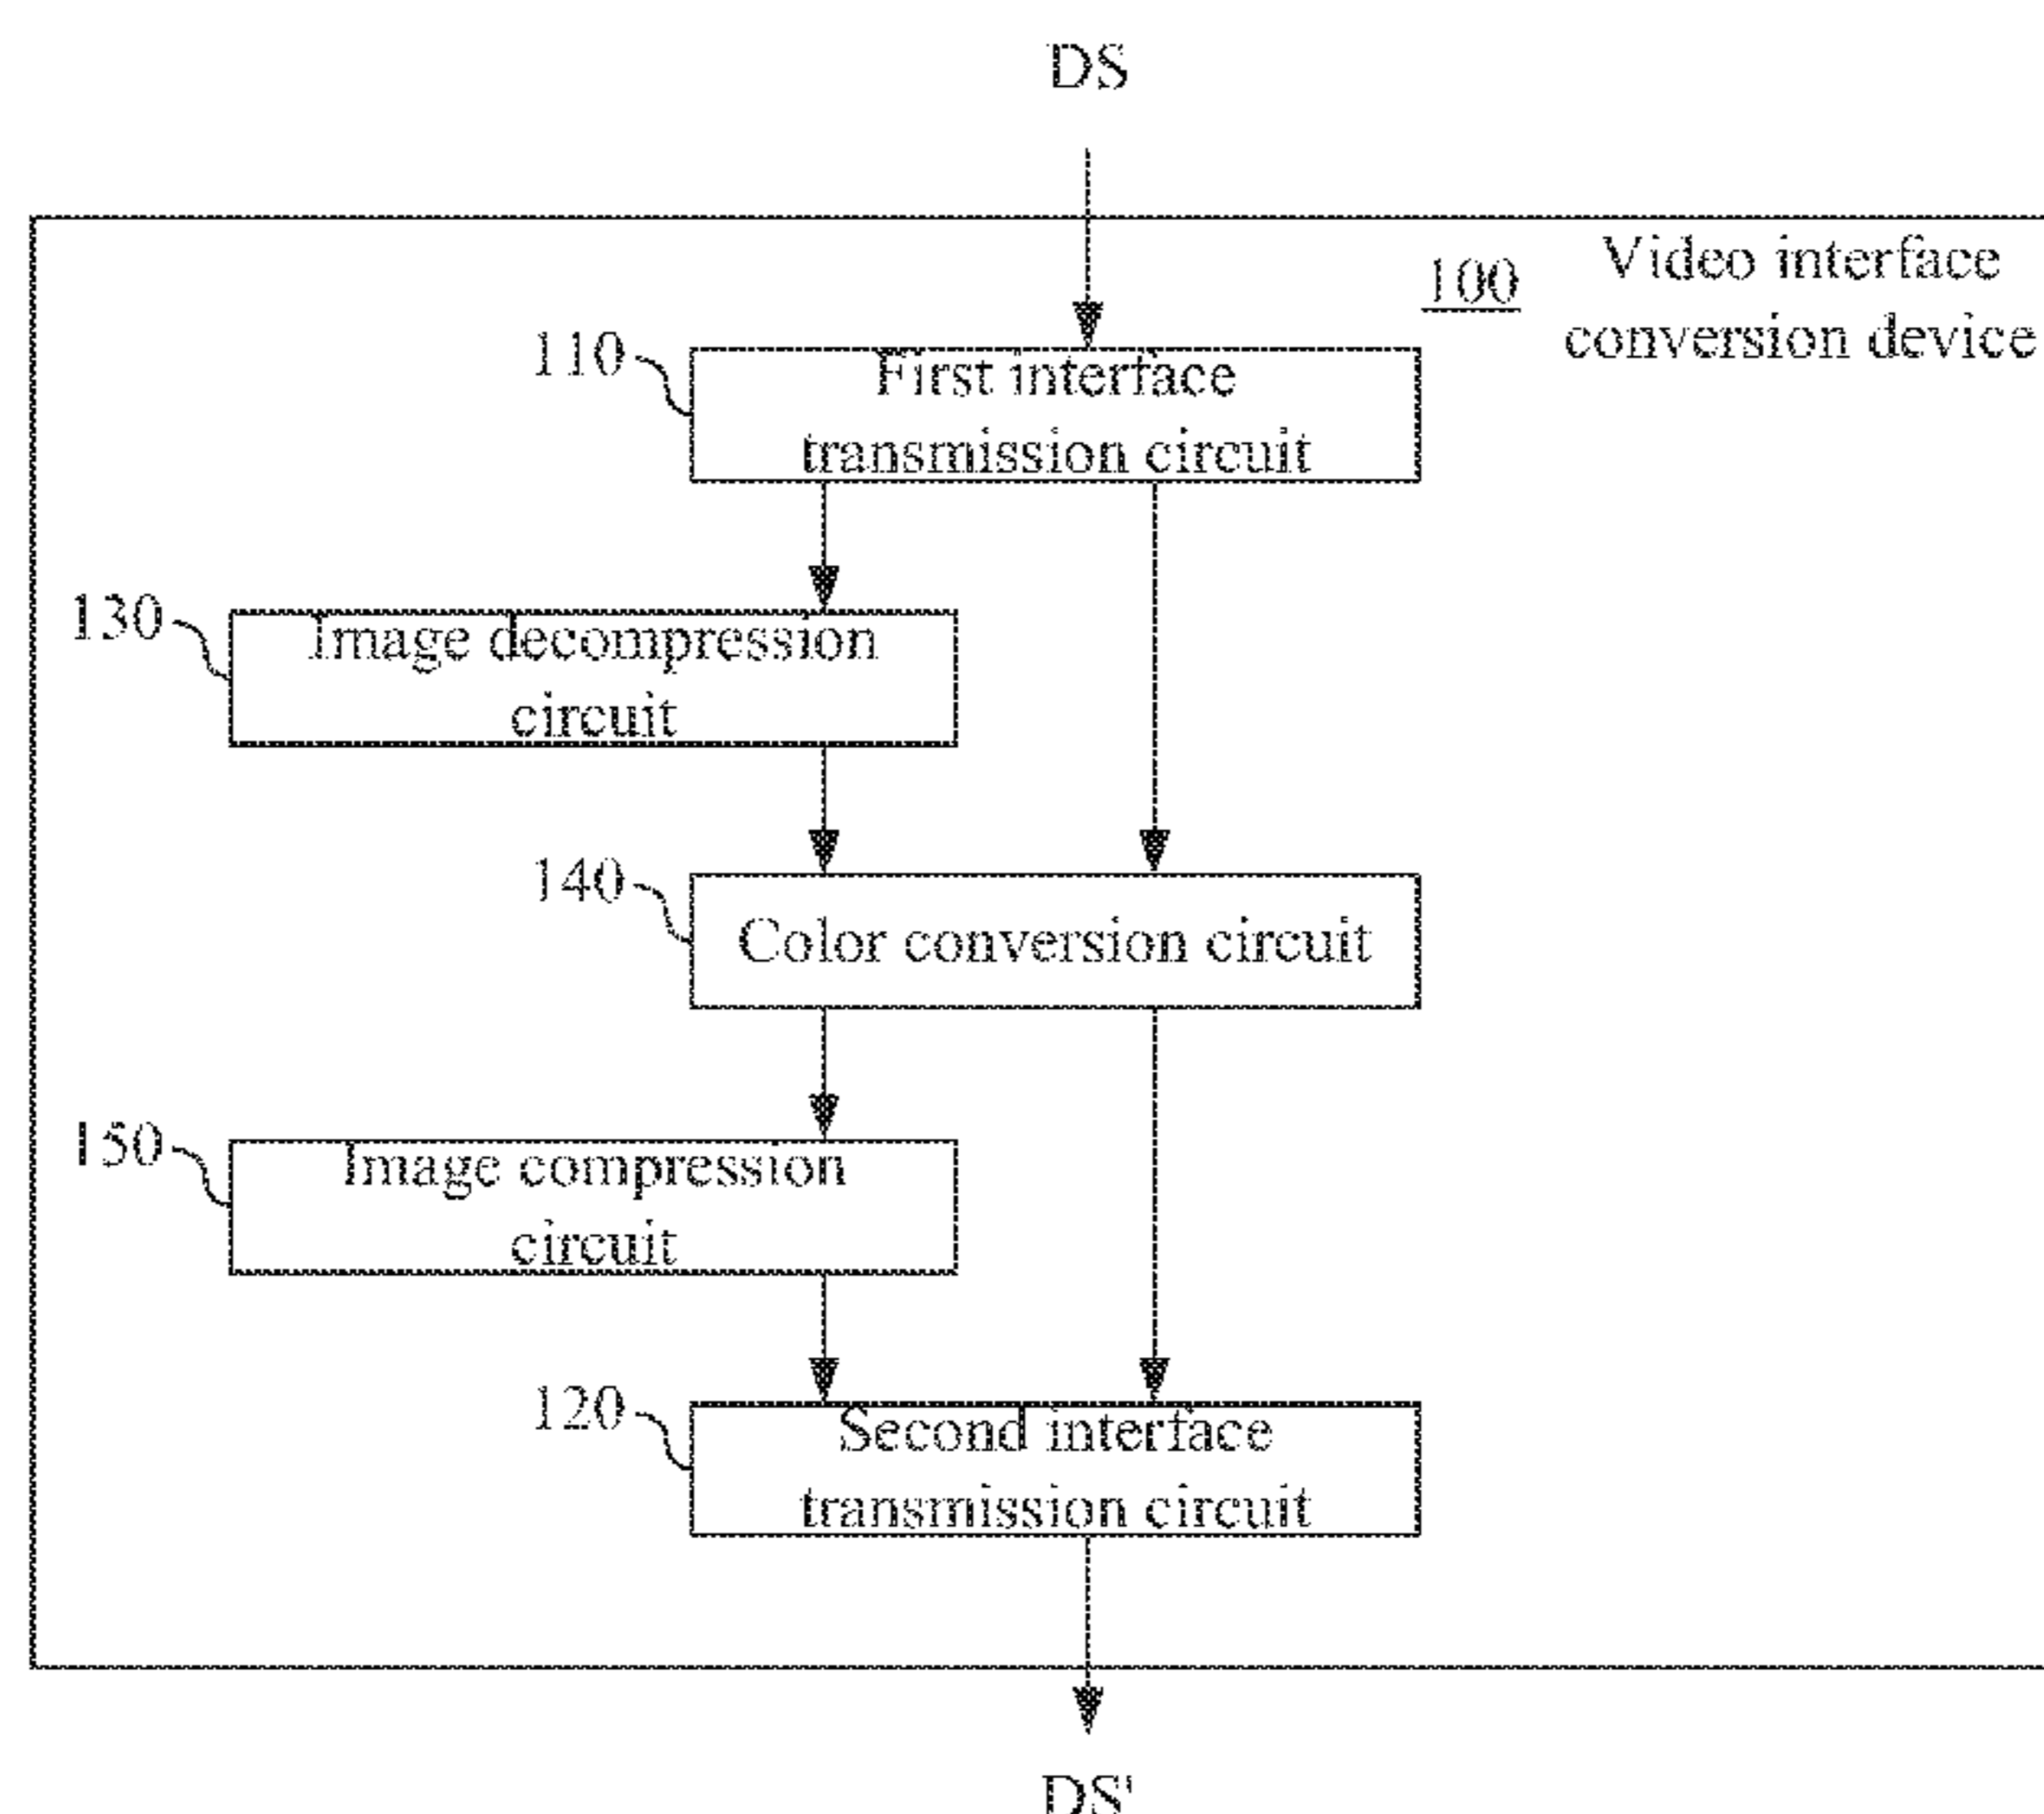 DS
100
Video interface
conversion device
110
First interface
transmission circuit
130
Image decompression
circuit
140
Color conversion circuit
150
Image compression
circuit
120
Second interface
transmission circuit
DS'